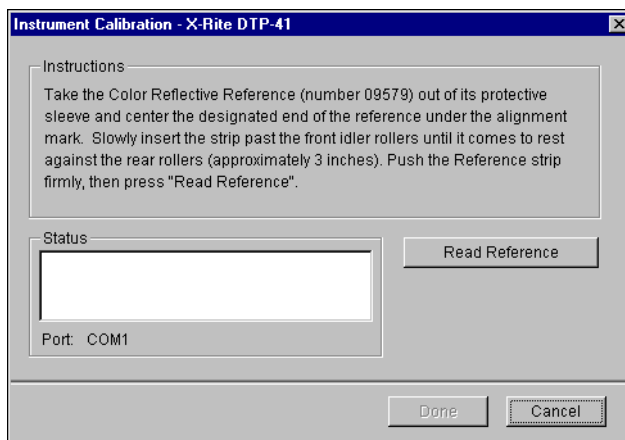 Instrument Calibration - X-Rite DTP-41
Instructions
Take the Color Reflective Reference (number 09579) out of its protective
sleeve and center the designated end of the reference under the alignment
mark. Slowly insert the strip past the front idler rollers until it comes to rest
against the rear rollers (approximately 3 inches). Push the Reference strip
firmly, then press "Read Reference".
Status
Read Reference
Port: COM1
Done
Cancel